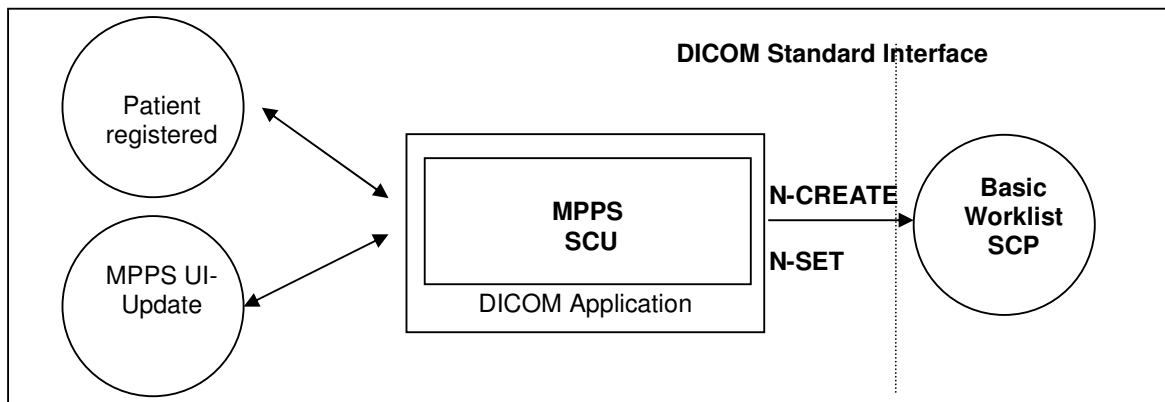 DICOM Standard Interface
Patient
registered
MPPS UI-
Update
MPPS
SCU
DICOM Application
N-CREATE
N-SET
Basic
Worklist
SCP